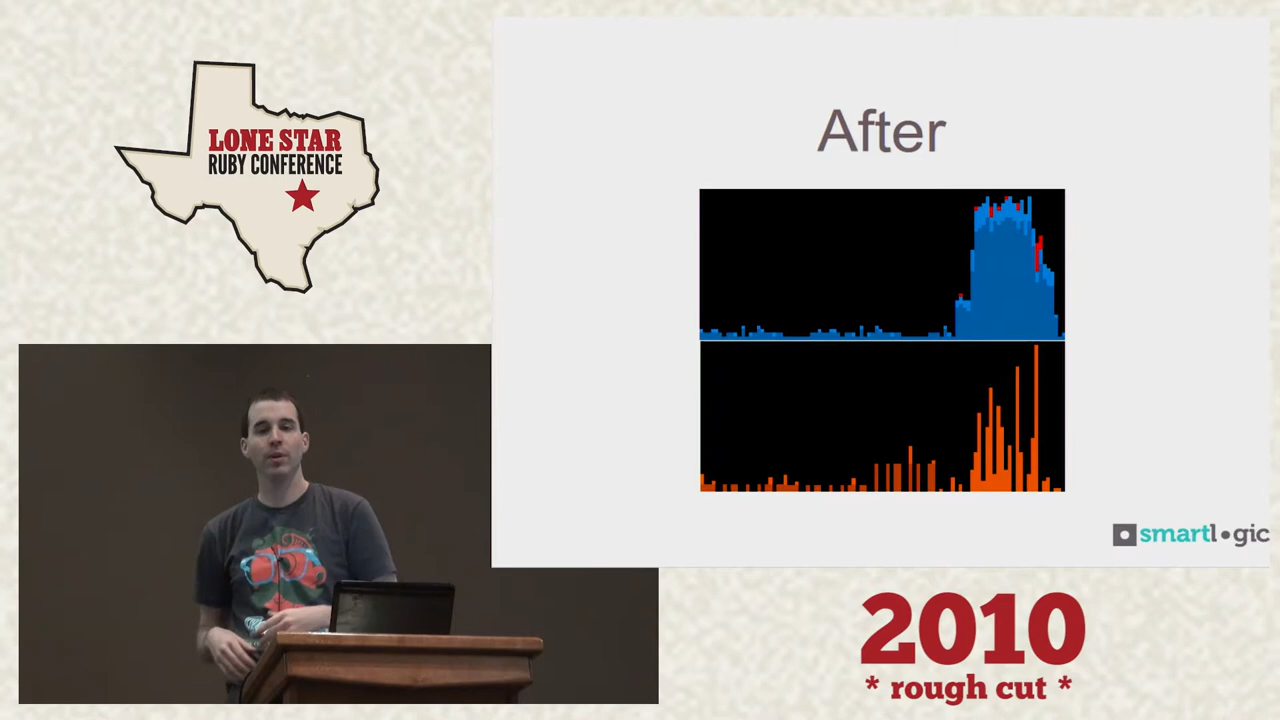 LONE STAR
RUBY CONFERENCE
After
smartlogic
2010
* rough cut *